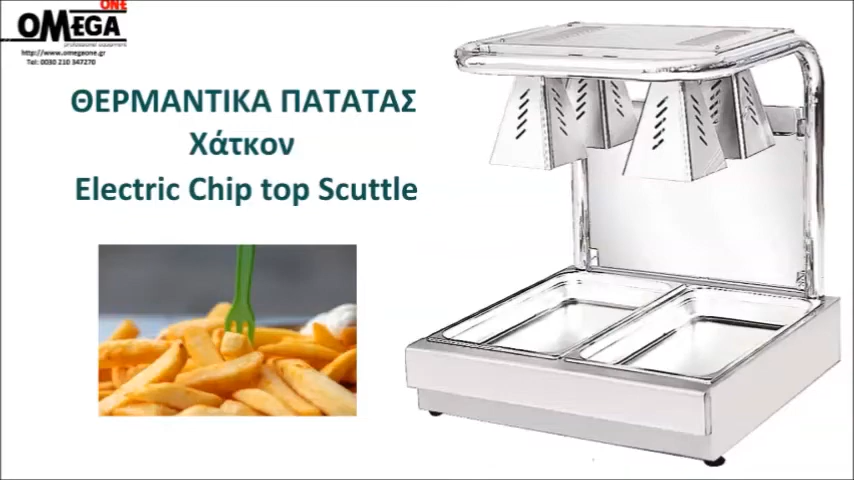 ONE
OMEGA
professional equipment
http://www.omegaone.gr
Tel: 0030 210 347270
ΘΕΡΜΑΝΤΙΚΑ ΠΑΤΑΤΑΣ
Χάτκον
Electric Chip top Scuttle